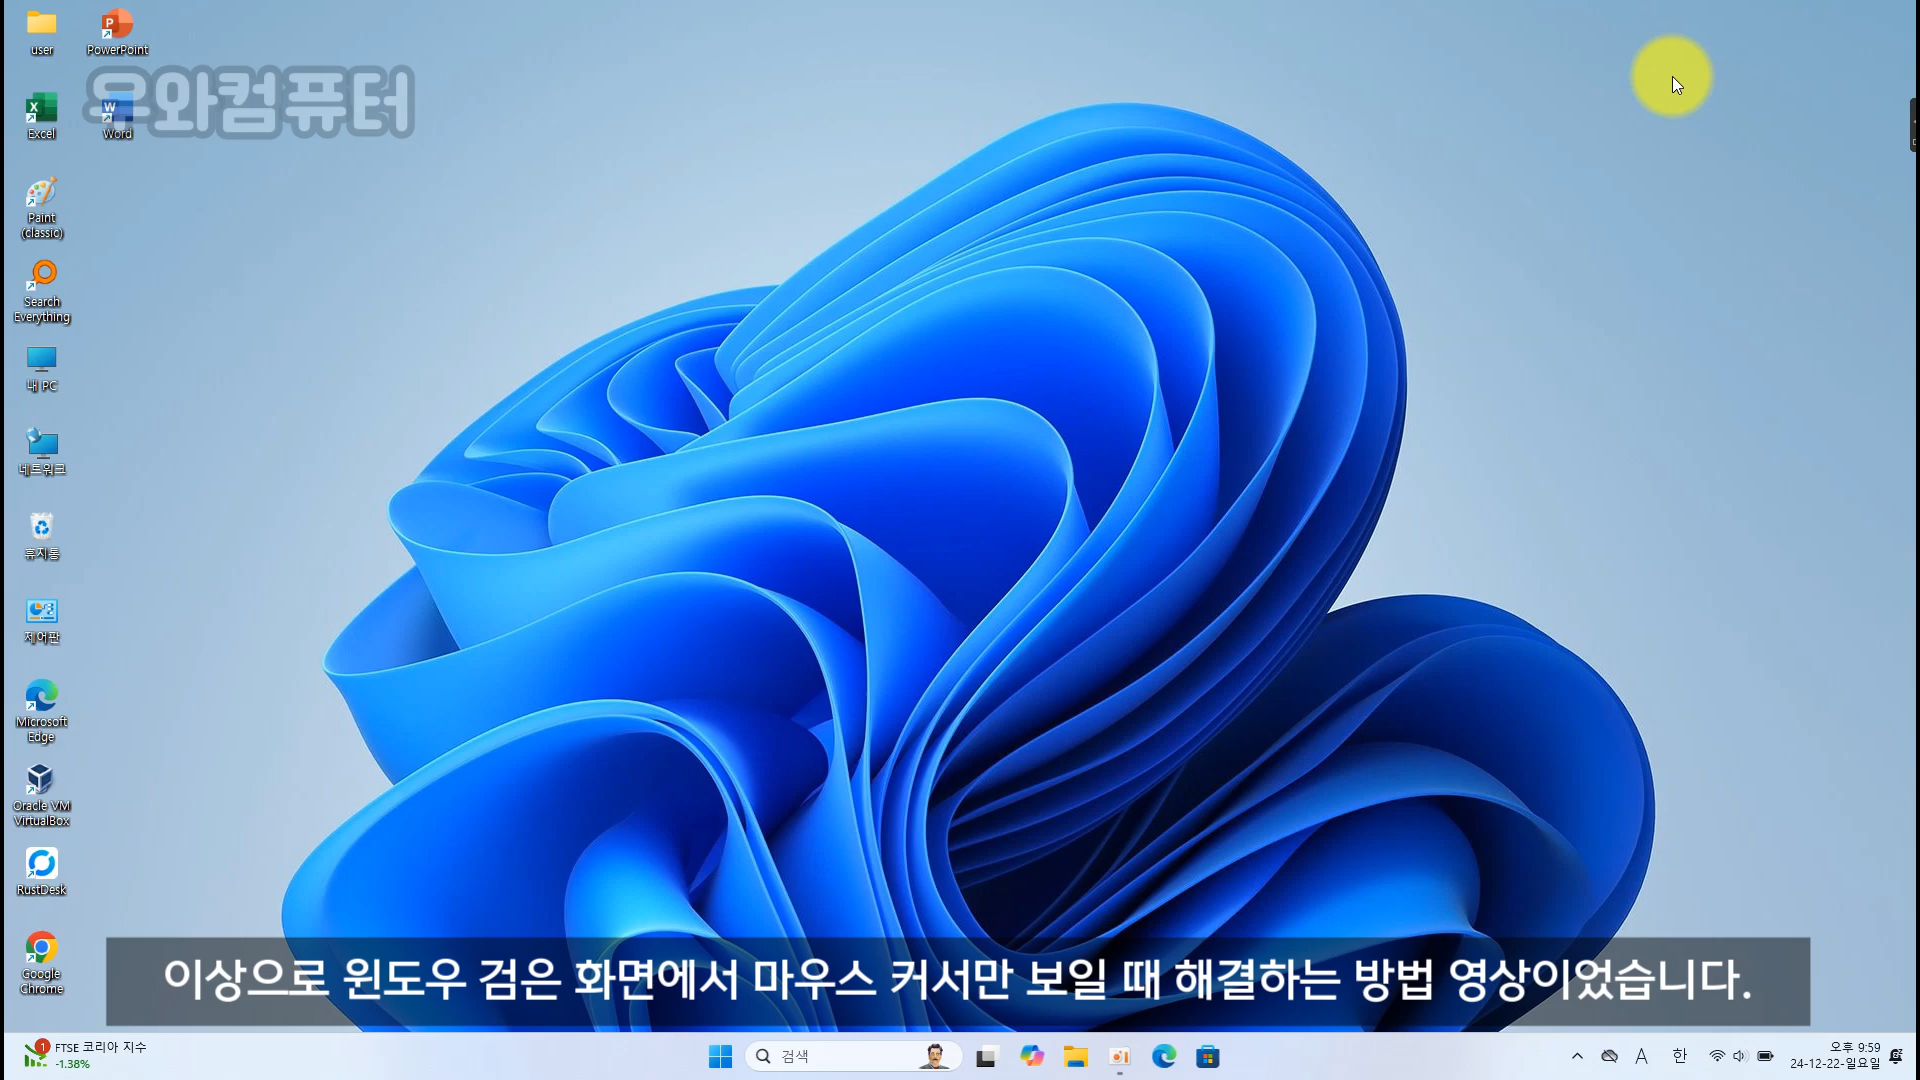 user
PowerPoint
우와컴퓨터
Excel
Word
Paint
(classic)
Search
Everything
내 PC
네트워크
휴지통
제어판
Microsoft
Edge
Oracle VM
VirtualBox
RustDesk
Google
Chrome
이상으로 윈도우 검은 화면에서 마우스 커서만 보일 때 해결하는 방법 영상이었습니다.
1
FTSE 코리아 지수
-1.38%
검색
A
한
오후 9:59
24-12-22-일요일